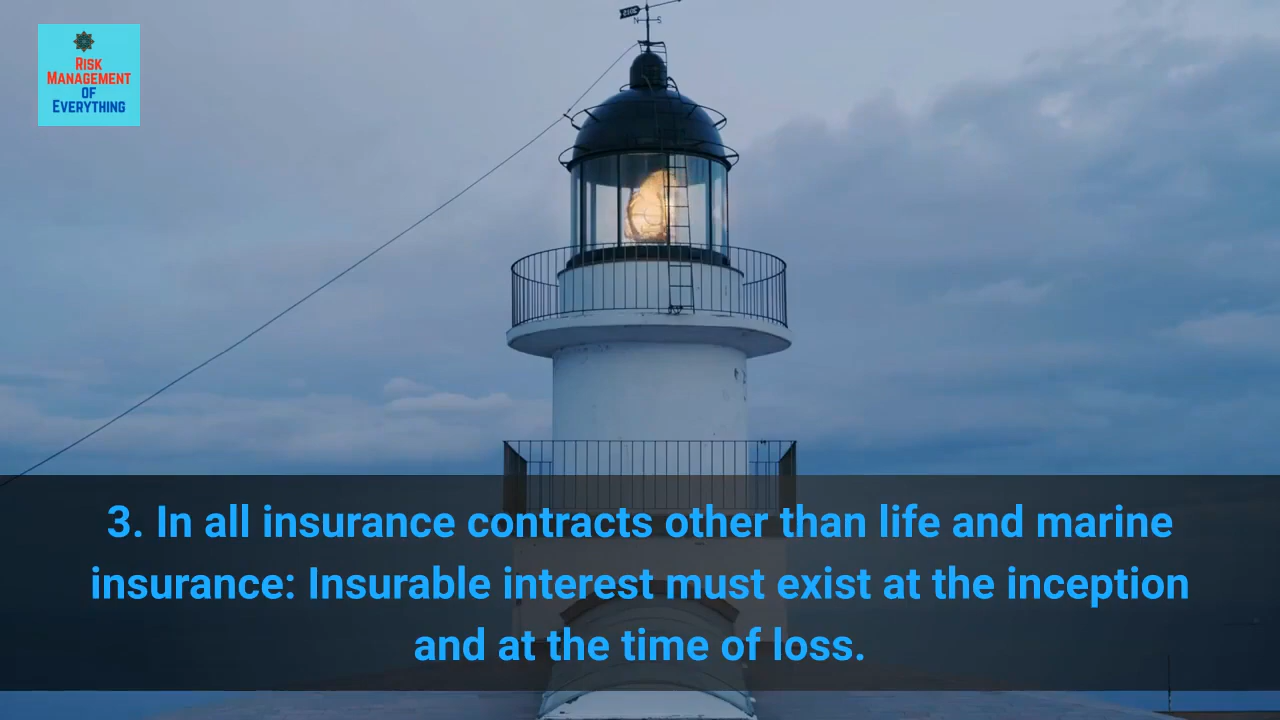 RISK
MANAGEMENT
OF
EVERYTHING
N S
3. In all insurance contracts other than life and marine
insurance: Insurable interest must exist at the inception
and at the time of loss.